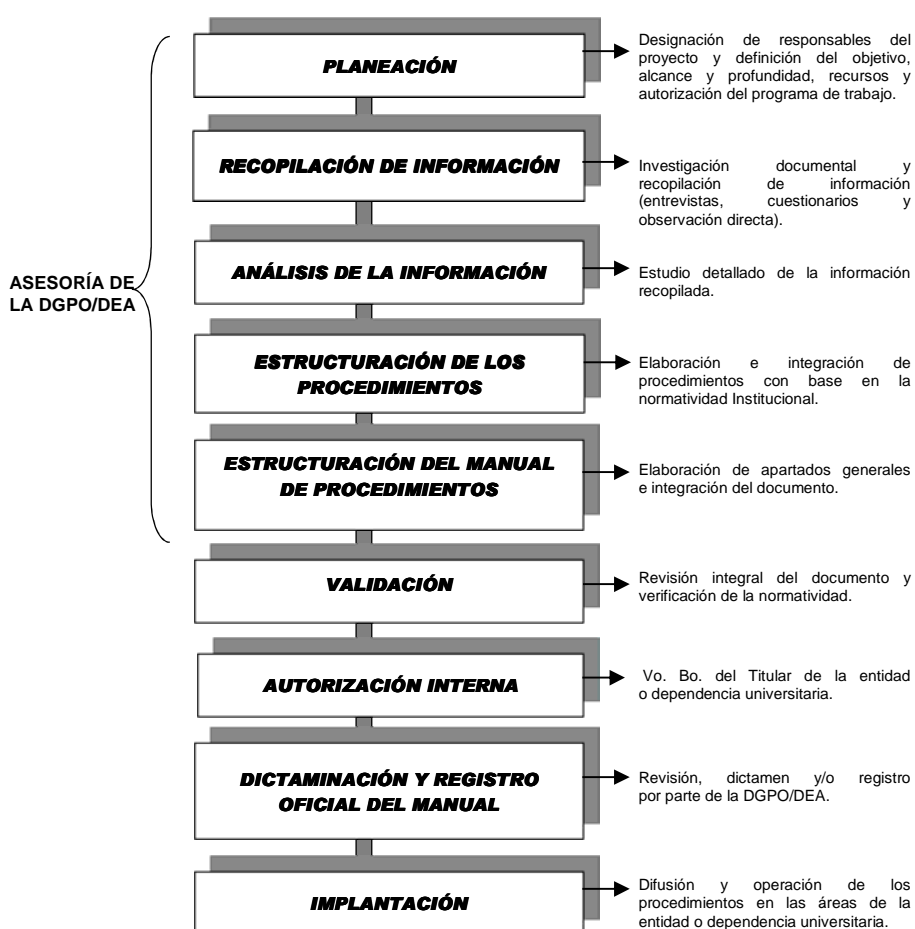 PLANEACIÓN
Designación de responsables del
proyecto y definición del objetivo,
alcance y profundidad, recursos y
autorización del programa de trabajo.
RECOPILACIÓN DE INFORMACIÓN
Investigación documental y
recopilación de información
(entrevistas, cuestionarios y
observación directa).
ASESORÍA DE
LA DGPO/DEA
ANÁLISIS DE LA INFORMACIÓN
Estudio detallado de la información
recopilada.
ESTRUCTURACIÓN DE LOS
PROCEDIMIENTOS
Elaboración e integración de
procedimientos con base en la
normatividad Institucional.
ESTRUCTURACIÓN DEL MANUAL
DE PROCEDIMIENTOS
Elaboración de apartados generales
e integración del documento.
VALIDACIÓN
Revisión integral del documento y
verificación de la normatividad.
AUTORIZACIÓN INTERNA
Vo. Bo. del Titular de la entidad
o dependencia universitaria.
DICTAMINACIÓN Y REGISTRO
OFICIAL DEL MANUAL
Revisión, dictamen y/o registro
por parte de la DGPO/DEA.
IMPLANTACIÓN
Difusión y operación de los
procedimientos en las áreas de la
entidad o dependencia universitaria.